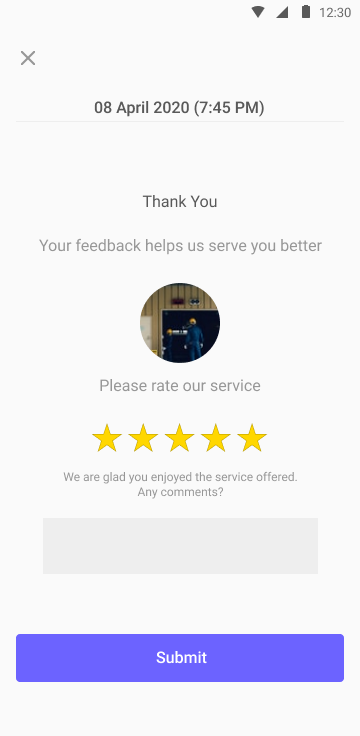 12:30
08 April 2020 (7:45 PM)
Thank You
Your feedback helps us serve you better
Please rate our service
We are glad you enjoyed the service offered.
Any comments?
Submit